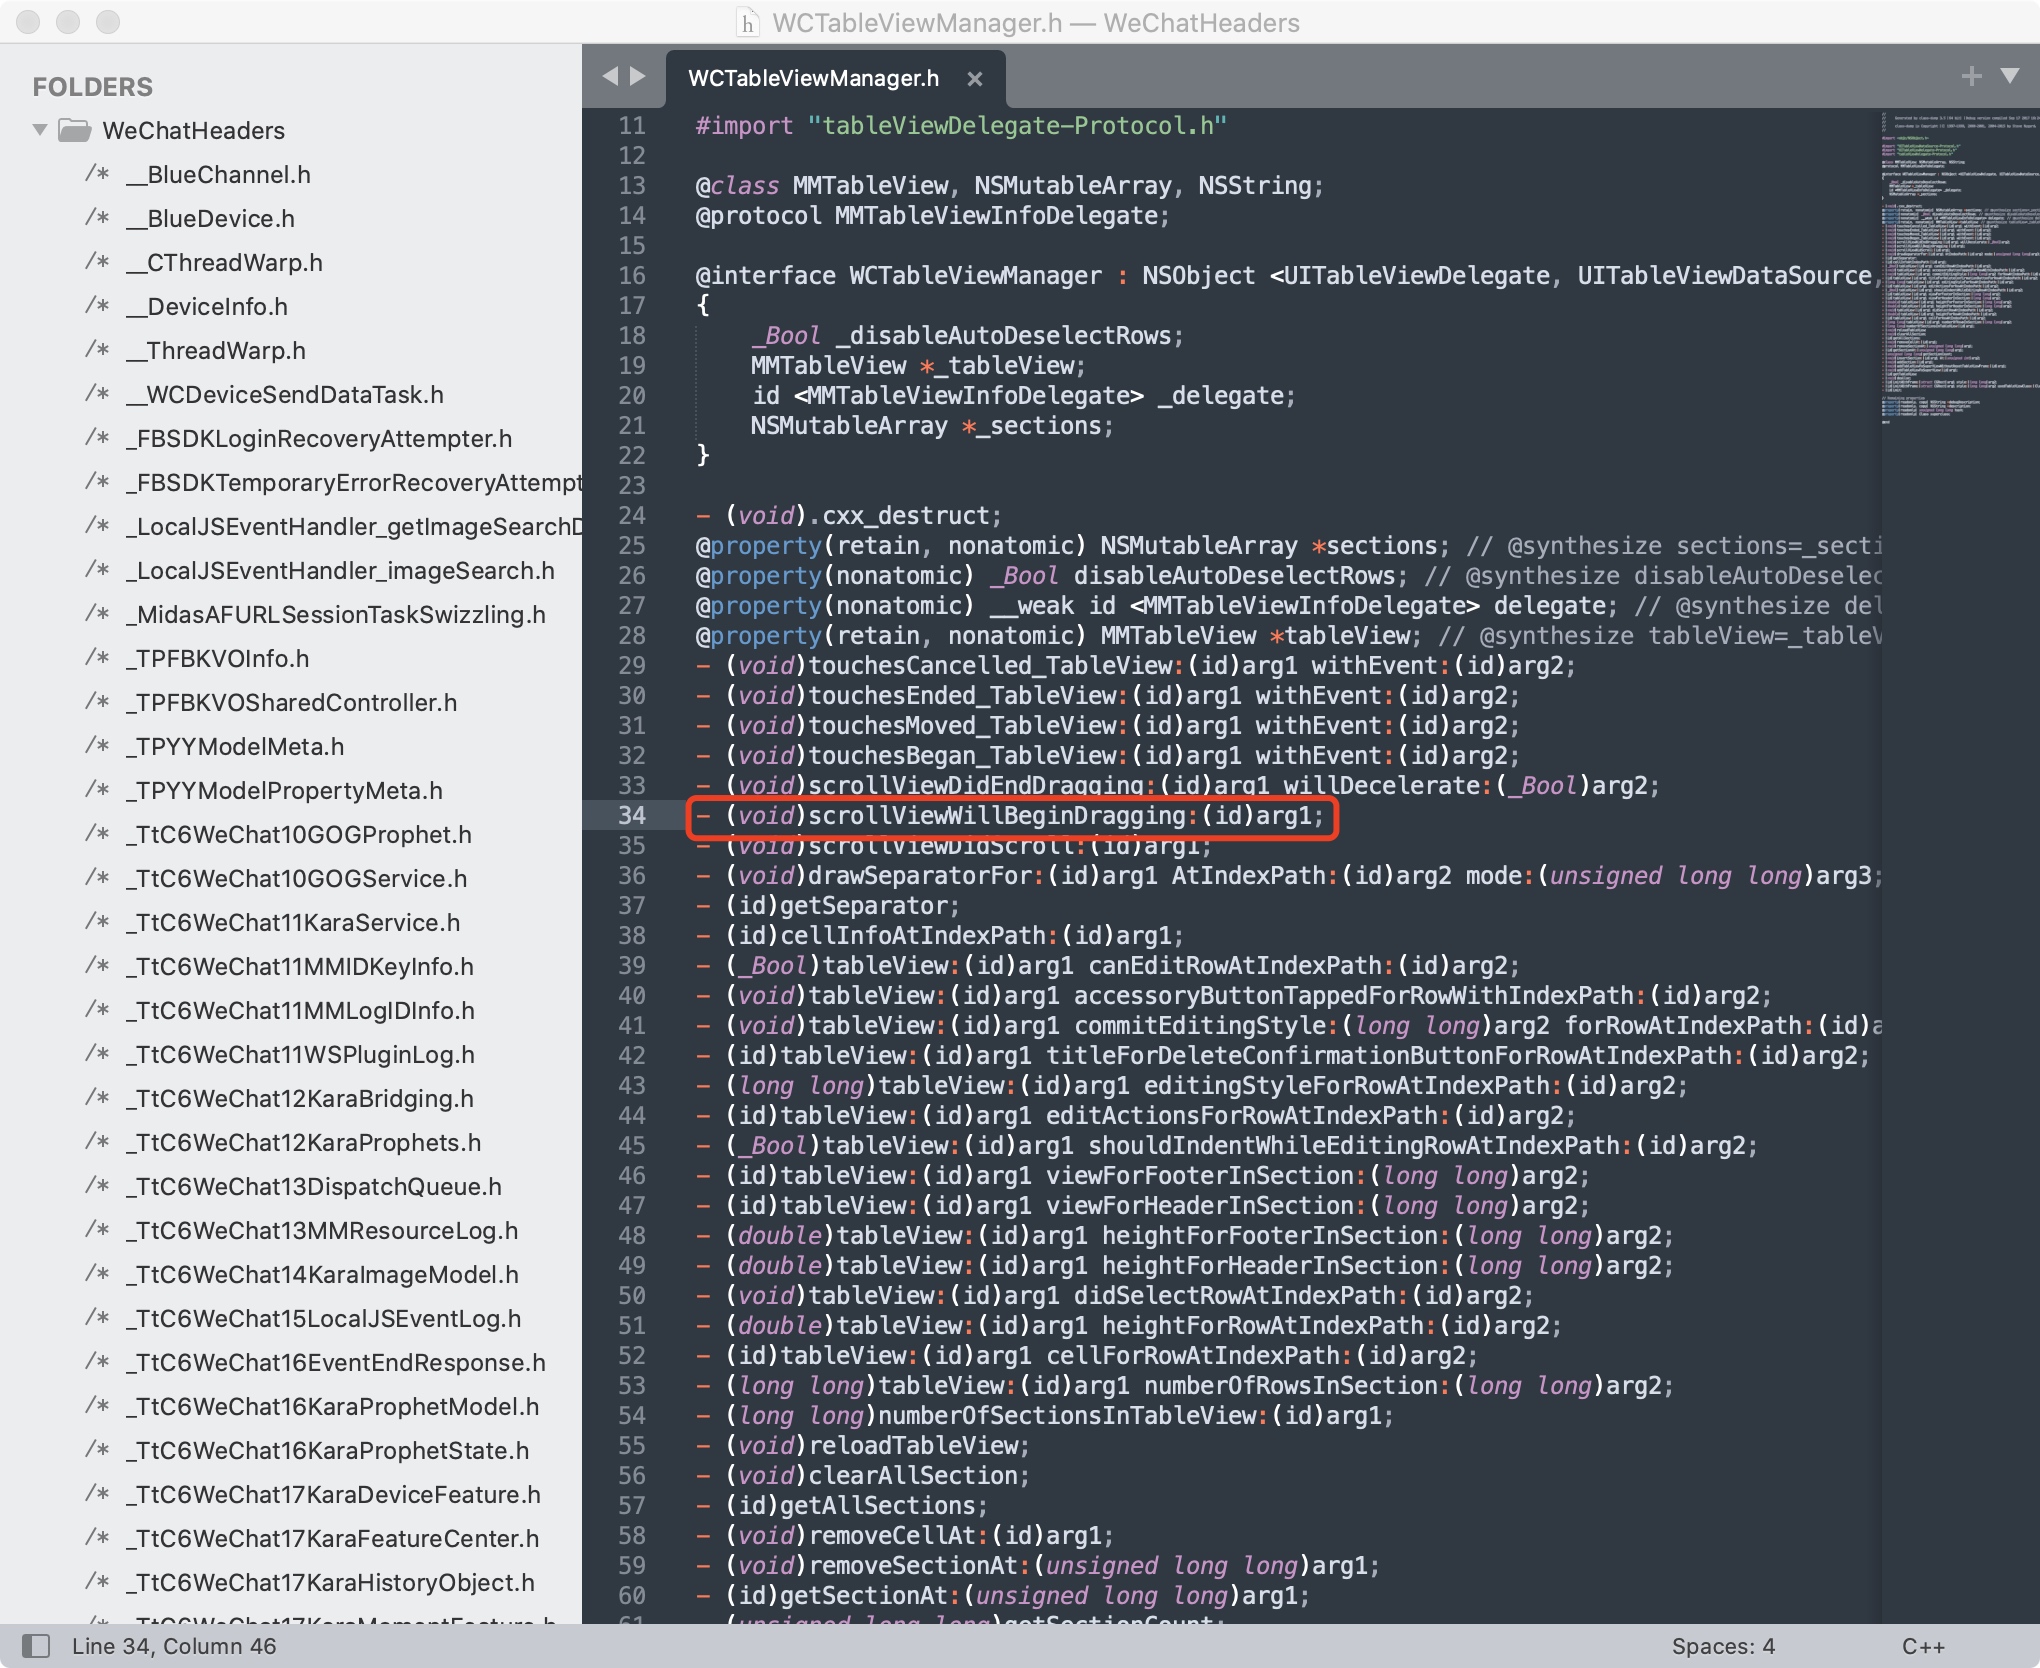 WCTableViewManager.h — WeChatHeaders
FOLDERS
WeChatHeaders
/* __BlueChannel.h
/* __BlueDevice.h
/* __CThreadWarp.h
/* __DeviceInfo.h
/* __ThreadWarp.h
/* __WCDeviceSendDataTask.h
/* _FBSDKLoginRecoveryAttempter.h
/* _FBSDKTemporaryErrorRecoveryAttempt
/* _LocalJSEventHandler_getImageSearchD
/* _LocalJSEventHandler_imageSearch.h
/* _MidasAFURLSessionTaskSwizzling.h
/* _TPFBKVOInfo.h
/* _TPFBKVOSharedController.h
/* _TPYYModelMeta.h
/* _TPYYModelPropertyMeta.h
/* _TtC6WeChat10GOGProphet.h
/* _TtC6WeChat10GOGService.h
/* _TtC6WeChat11KaraService.h
/* _TtC6WeChat11MMIDKeyInfo.h
/* _TtC6WeChat11MMLogIDInfo.h
/* _TtC6WeChat11WSPluginLog.h
/* _TtC6WeChat12KaraBridging.h
/* _TtC6WeChat12KaraProphets.h
/* _TtC6WeChat13DispatchQueue.h
/* _TtC6WeChat13MMResourceLog.h
/* _TtC6WeChat14KaraImageModel.h
/* _TtC6WeChat15LocalJSEventLog.h
/* _TtC6WeChat16EventEndResponse.h
/* _TtC6WeChat16KaraProphetModel.h
/* _TtC6WeChat16KaraProphetState.h
/* _TtC6WeChat17KaraDeviceFeature.h
/* _TtC6WeChat17KaraFeatureCenter.h
/* _TtC6WeChat17KaraHistoryObject.h
/* _TtC6WeChat17KaraMomentFeature.h
WCTableViewManager.h ×
11 #import "tableViewDelegate-Protocol.h"
12
13 @class MMTableView, NSMutableArray, NSString;
14 @protocol MMTableViewInfoDelegate;
15
16 @interface WCTableViewManager : NSObject <UITableViewDelegate, UITableViewDataSource,
17 {
18 _Bool _disableAutoDeselectRows;
19 MMTableView *_tableView;
20 id <MMTableViewInfoDelegate> _delegate;
21 NSMutableArray *_sections;
22 }
23
24 - (void).cxx_destruct;
25 @property(retain, nonatomic) NSMutableArray *sections; // @synthesize sections=_secti
26 @property(nonatomic) _Bool disableAutoDeselectRows; // @synthesize disableAutoDeselec
27 @property(nonatomic) __weak id <MMTableViewInfoDelegate> delegate; // @synthesize del
28 @property(retain, nonatomic) MMTableView *tableView; // @synthesize tableView=_tableV
29 - (void)touchesCancelled_TableView:(id)arg1 withEvent:(id)arg2;
30 - (void)touchesEnded_TableView:(id)arg1 withEvent:(id)arg2;
31 - (void)touchesMoved_TableView:(id)arg1 withEvent:(id)arg2;
32 - (void)touchesBegan_TableView:(id)arg1 withEvent:(id)arg2;
33 - (void)scrollViewDidEndDragging:(id)arg1 willDecelerate:(_Bool)arg2;
34 - (void)scrollViewWillBeginDragging:(id)arg1;
35 - (void)scrollViewDidScroll:(id)arg1;
36 - (void)drawSeparatorFor:(id)arg1 AtIndexPath:(id)arg2 mode:(unsigned long long)arg3;
37 - (id)getSeparator;
38 - (id)cellInfoAtIndexPath:(id)arg1;
39 - (_Bool)tableView:(id)arg1 canEditRowAtIndexPath:(id)arg2;
40 - (void)tableView:(id)arg1 accessoryButtonTappedForRowWithIndexPath:(id)arg2;
41 - (void)tableView:(id)arg1 commitEditingStyle:(long long)arg2 forRowAtIndexPath:(id)a
42 - (id)tableView:(id)arg1 titleForDeleteConfirmationButtonForRowAtIndexPath:(id)arg2;
43 - (long long)tableView:(id)arg1 editingStyleForRowAtIndexPath:(id)arg2;
44 - (id)tableView:(id)arg1 editActionsForRowAtIndexPath:(id)arg2;
45 - (_Bool)tableView:(id)arg1 shouldIndentWhileEditingRowAtIndexPath:(id)arg2;
46 - (id)tableView:(id)arg1 viewForFooterInSection:(long long)arg2;
47 - (id)tableView:(id)arg1 viewForHeaderInSection:(long long)arg2;
48 - (double)tableView:(id)arg1 heightForFooterInSection:(long long)arg2;
49 - (double)tableView:(id)arg1 heightForHeaderInSection:(long long)arg2;
50 - (void)tableView:(id)arg1 didSelectRowAtIndexPath:(id)arg2;
51 - (double)tableView:(id)arg1 heightForRowAtIndexPath:(id)arg2;
52 - (id)tableView:(id)arg1 cellForRowAtIndexPath:(id)arg2;
53 - (long long)tableView:(id)arg1 numberOfRowsInSection:(long long)arg2;
54 - (long long)numberOfSectionsInTableView:(id)arg1;
55 - (void)reloadTableView;
56 - (void)clearAllSection;
57 - (id)getAllSections;
58 - (void)removeCellAt:(id)arg1;
59 - (void)removeSectionAt:(unsigned long long)arg1;
60 - (id)getSectionAt:(unsigned long long)arg1;
61 (unsigned long long)getSectionCount;
Line 34, Column 46
Spaces: 4
C++